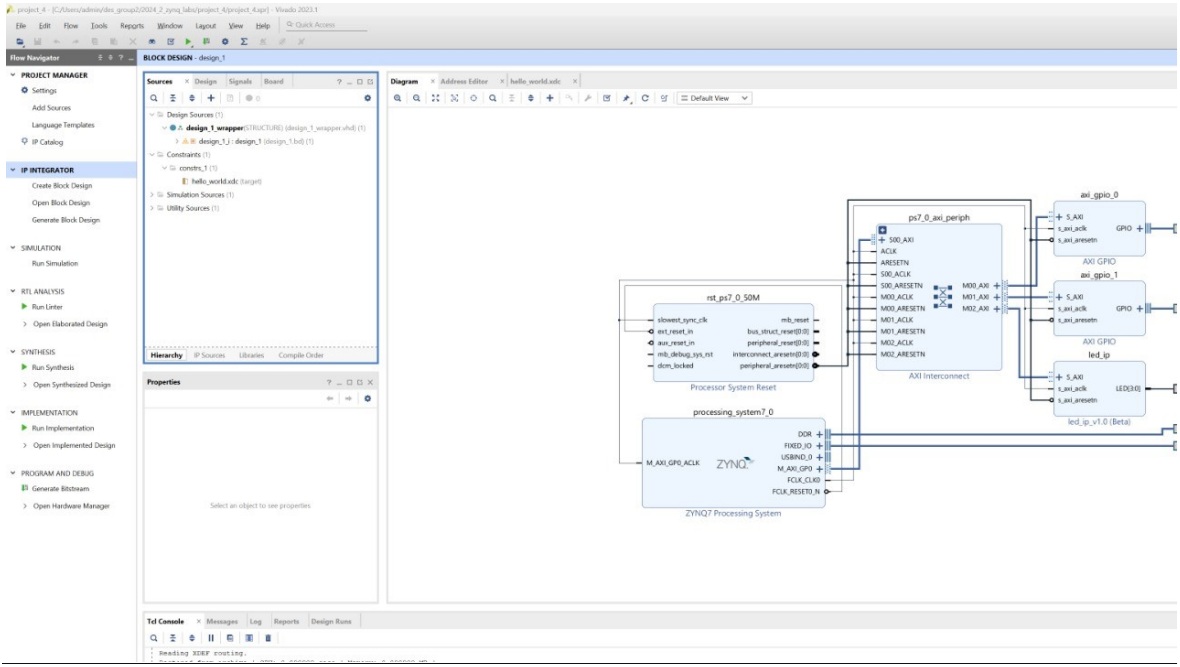 project_4 - [C:/Users/admin/des_group2/2024_2_zynq_labs/project_4/project_4.xpr] - Vivado 2023.1
File Edit Flow Tools Reports Window Layout View Help Quick Access
Flow Navigator
PROJECT MANAGER
Settings
Add Sources
Language Templates
IP Catalog
IP INTEGRATOR
Create Block Design
Open Block Design
Generate Block Design
SIMULATION
Run Simulation
RTL ANALYSIS
Run Linter
Open Elaborated Design
SYNTHESIS
Run Synthesis
Open Synthesized Design
IMPLEMENTATION
Run Implementation
Open Implemented Design
PROGRAM AND DEBUG
Generate Bitstream
Open Hardware Manager
BLOCK DESIGN - design_1
Sources Design Signals Board
Design Sources (1)
design_1_wrapper(STRUCTURE) (design_1_wrapper.vhd) (1)
design_1_i : design_1 (design_1.bd) (1)
Constraints (1)
constrs_1 (1)
hello_world.xdc (target)
Simulation Sources (1)
Utility Sources (1)
Hierarchy IP Sources Libraries Compile Order
Properties
Select an object to see properties
Diagram Address Editor hello_world.xdc
Default View
rst_ps7_0_50M
slowest_sync_clk
ext_reset_in
aux_reset_in
mb_debug_sys_rst
dcm_locked
mb_reset
bus_struct_reset[0:0]
peripheral_reset[0:0]
interconnect_aresetn[0:0]
peripheral_aresetn[0:0]
Processor System Reset
processing_system7_0
M_AXI_GP0_ACLK
ZYNQ
DDR
FIXED_IO
USBIND_0
M_AXI_GP0
FCLK_CLK0
FCLK_RESET0_N
ZYNQ7 Processing System
ps7_0_axi_periph
S00_AXI
ACLK
ARESETN
S00_ACLK
S00_ARESETN
M00_ACLK
M00_ARESETN
M01_ACLK
M01_ARESETN
M02_ACLK
M02_ARESETN
M00_AXI
M01_AXI
M02_AXI
AXI Interconnect
axi_gpio_0
S_AXI
s_axi_aclk
s_axi_aresetn
GPIO
AXI GPIO
axi_gpio_1
S_AXI
s_axi_aclk
s_axi_aresetn
GPIO
AXI GPIO
led_ip
S_AXI
s_axi_aclk
s_axi_aresetn
LED[3:0]
led_ip_v1.0 (Beta)
Tcl Console Messages Log Reports Design Runs
Reading XDEF routing.